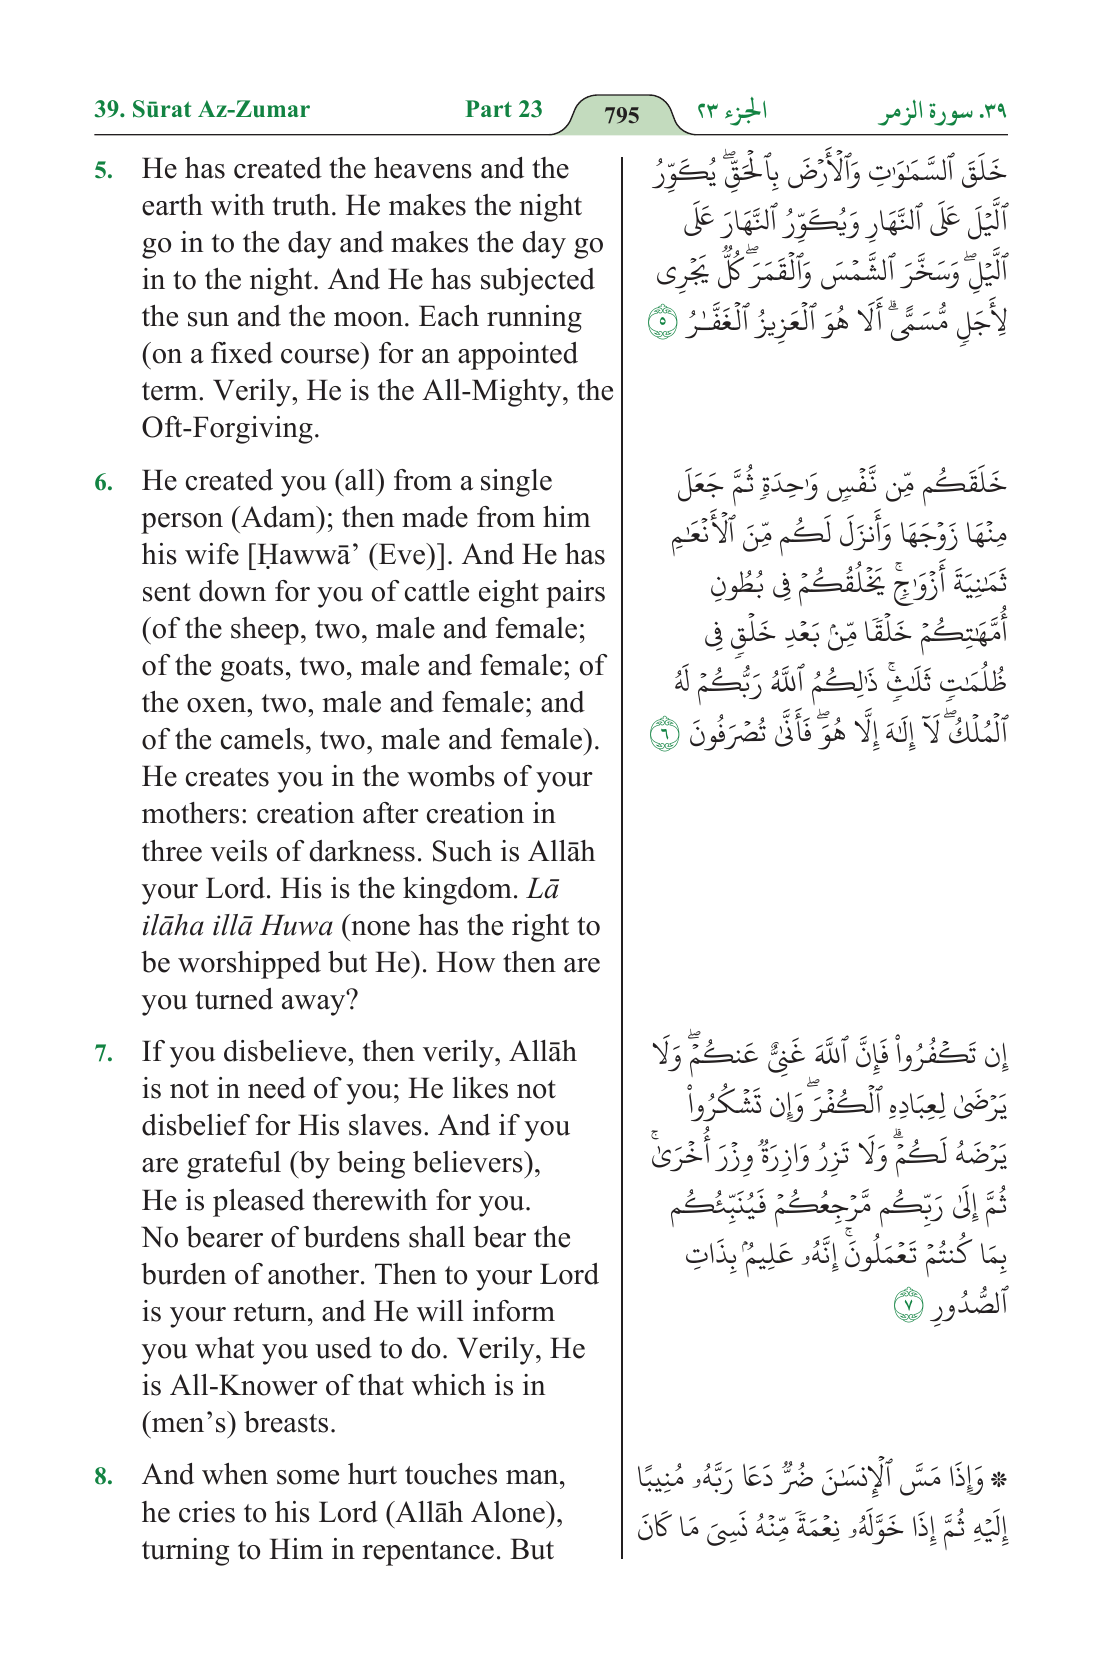 39. Sūrat Az-Zumar Part 23 795 الجزء ٢٣ ٣٩. سورة الزمر
5. He has created the heavens and the
earth with truth. He makes the night
go in to the day and makes the day go
in to the night. And He has subjected
the sun and the moon. Each running
(on a fixed course) for an appointed
term. Verily, He is the All-Mighty, the
Oft-Forgiving.
خَلَقَ ٱلسَّمَـٰوَٰتِ وَٱلْأَرْضَ بِٱلْحَقِّ ۖ يُكَوِّرُ
ٱلَّيْلَ عَلَى ٱلنَّهَارِ وَيُكَوِّرُ ٱلنَّهَارَ عَلَى
ٱلَّيْلِ ۖ وَسَخَّرَ ٱلشَّمْسَ وَٱلْقَمَرَ ۖ كُلٌّ يَجْرِى
لِأَجَلٍ مُّسَمًّى ۗ أَلَا هُوَ ٱلْعَزِيزُ ٱلْغَفَّـٰرُ ٥
6. He created you (all) from a single
person (Adam); then made from him
his wife [Ḥawwā’ (Eve)]. And He has
sent down for you of cattle eight pairs
(of the sheep, two, male and female;
of the goats, two, male and female; of
the oxen, two, male and female; and
of the camels, two, male and female).
He creates you in the wombs of your
mothers: creation after creation in
three veils of darkness. Such is Allāh
your Lord. His is the kingdom. Lā
ilāha illā Huwa (none has the right to
be worshipped but He). How then are
you turned away?
خَلَقَكُم مِّن نَّفْسٍ وَٰحِدَةٍ ثُمَّ جَعَلَ
مِنْهَا زَوْجَهَا وَأَنزَلَ لَكُم مِّنَ ٱلْأَنْعَـٰمِ
ثَمَـٰنِيَةَ أَزْوَٰجٍ ۚ يَخْلُقُكُمْ فِى بُطُونِ
أُمَّهَـٰتِكُمْ خَلْقًا مِّنۢ بَعْدِ خَلْقٍ فِى
ظُلُمَـٰتٍ ثَلَـٰثٍ ۚ ذَٰلِكُمُ ٱللَّهُ رَبُّكُمْ لَهُ
ٱلْمُلْكُ ۖ لَآ إِلَـٰهَ إِلَّا هُوَ ۖ فَأَنَّىٰ تُصْرَفُونَ ٦
7. If you disbelieve, then verily, Allāh
is not in need of you; He likes not
disbelief for His slaves. And if you
are grateful (by being believers),
He is pleased therewith for you.
No bearer of burdens shall bear the
burden of another. Then to your Lord
is your return, and He will inform
you what you used to do. Verily, He
is All-Knower of that which is in
(men’s) breasts.
إِن تَكْفُرُوا۟ فَإِنَّ ٱللَّهَ غَنِىٌّ عَنكُمْ ۖ وَلَا
يَرْضَىٰ لِعِبَادِهِ ٱلْكُفْرَ ۖ وَإِن تَشْكُرُوا۟
يَرْضَهُ لَكُمْ ۗ وَلَا تَزِرُ وَازِرَةٌ وِزْرَ أُخْرَىٰ ۚ
ثُمَّ إِلَىٰ رَبِّكُم مَّرْجِعُكُمْ فَيُنَبِّئُكُم
بِمَا كُنتُمْ تَعْمَلُونَ ۚ إِنَّهُۥ عَلِيمٌۢ بِذَاتِ
ٱلصُّدُورِ ٧
8. And when some hurt touches man,
he cries to his Lord (Allāh Alone),
turning to Him in repentance. But
۞ وَإِذَا مَسَّ ٱلْإِنسَـٰنَ ضُرٌّ دَعَا رَبَّهُۥ مُنِيبًا
إِلَيْهِ ثُمَّ إِذَا خَوَّلَهُۥ نِعْمَةً مِّنْهُ نَسِىَ مَا كَانَ